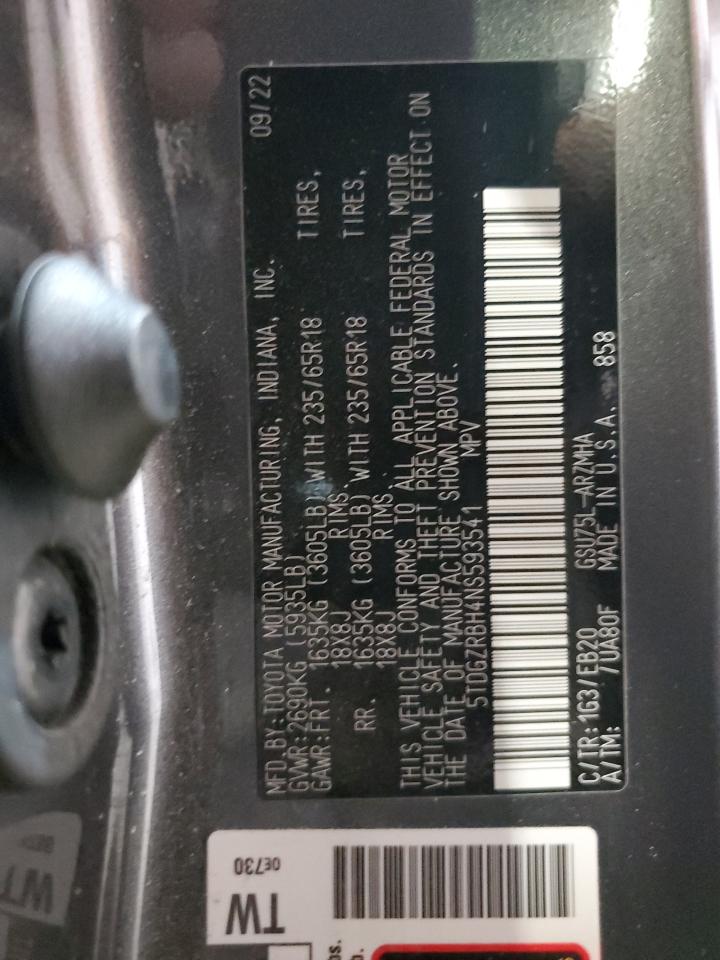 09/22
MFD.BY:TOYOTA MOTOR MANUFACTURING, INDIANA, INC.
GVWR:2690KG (5935LB)
GAWR:FRT. 1635KG (3605LB) WITH 235/65R18 TIRES,
18X8J RIMS
RR. 1635KG (3605LB) WITH 235/65R18 TIRES,
18X8J RIMS
THIS VEHICLE CONFORMS TO ALL APPLICABLE FEDERAL MOTOR
VEHICLE SAFETY AND THEFT PREVENTION STANDARDS IN EFFECT ON
THE DATE OF MANUFACTURE SHOWN ABOVE.
5TDGZRBH4NS593541 MPV
C/TR:1G3/EB20 GSU75L-ARZMHA
A/TM: /UA80F MADE IN U.S.A. 858
TW
0E730
WT